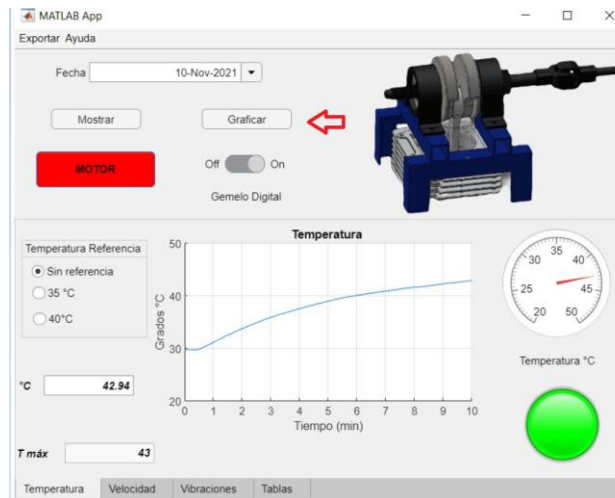 MATLAB App
Exportar Ayuda
Fecha 10-Nov-2021
Mostrar Graficar
MOTOR Off On
Gemelo Digital
Temperatura Referencia
Sin referencia
35 °C
40°C
°C 42.94
T máx 43
Temperatura
50
40
30
20
Grados °C
0 1 2 3 4 5 6 7 8 9 10
Tiempo (min)
20 25 30 35 40 45 50
Temperatura °C
Temperatura Velocidad Vibraciones Tablas